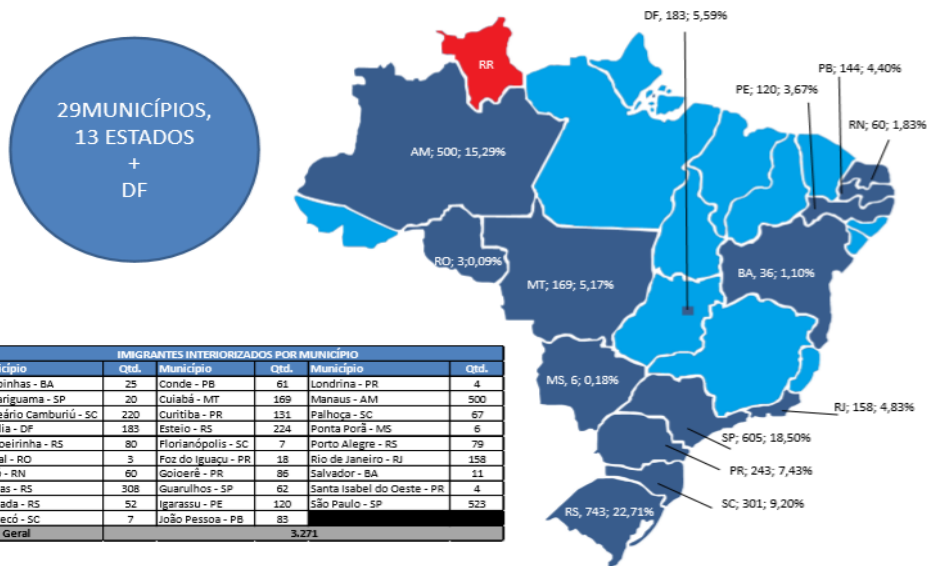 29MUNICÍPIOS,
13 ESTADOS
+
DF
DF, 183; 5,59%
PB; 144; 4,40%
PE; 120; 3,67%
RN; 60; 1,83%
RR
AM; 500; 15,29%
RO; 3;0,09%
MT; 169; 5,17%
BA, 36; 1,10%
MS, 6; 0,18%
RJ; 158; 4,83%
SP; 605; 18,50%
PR; 243; 7,43%
SC; 301; 9,20%
RS, 743; 22,71%
IMIGRANTES INTERIORIZADOS POR MUNICÍPIO
Qtd. Município Qtd. Município Qtd.
- BA 25 Conde - PB 61 Londrina - PR 4
- SP 20 Cuiabá - MT 169 Manaus - AM 500
Camburiú - SC 220 Curitiba - PR 131 Palhoça - SC 67
- DF 183 Esteio - RS 224 Ponta Porã - MS 6
- RS 80 Florianópolis - SC 7 Porto Alegre - RS 79
- RO 3 Foz do Iguaçu - PR 18 Rio de Janeiro - RJ 158
- RN 60 Goioerê - PR 86 Salvador - BA 11
- RS 308 Guarulhos - SP 62 Santa Isabel do Oeste - PR 4
- RS 52 Igarassu - PE 120 São Paulo - SP 523
- SC 7 João Pessoa - PB 83
Geral 3.271